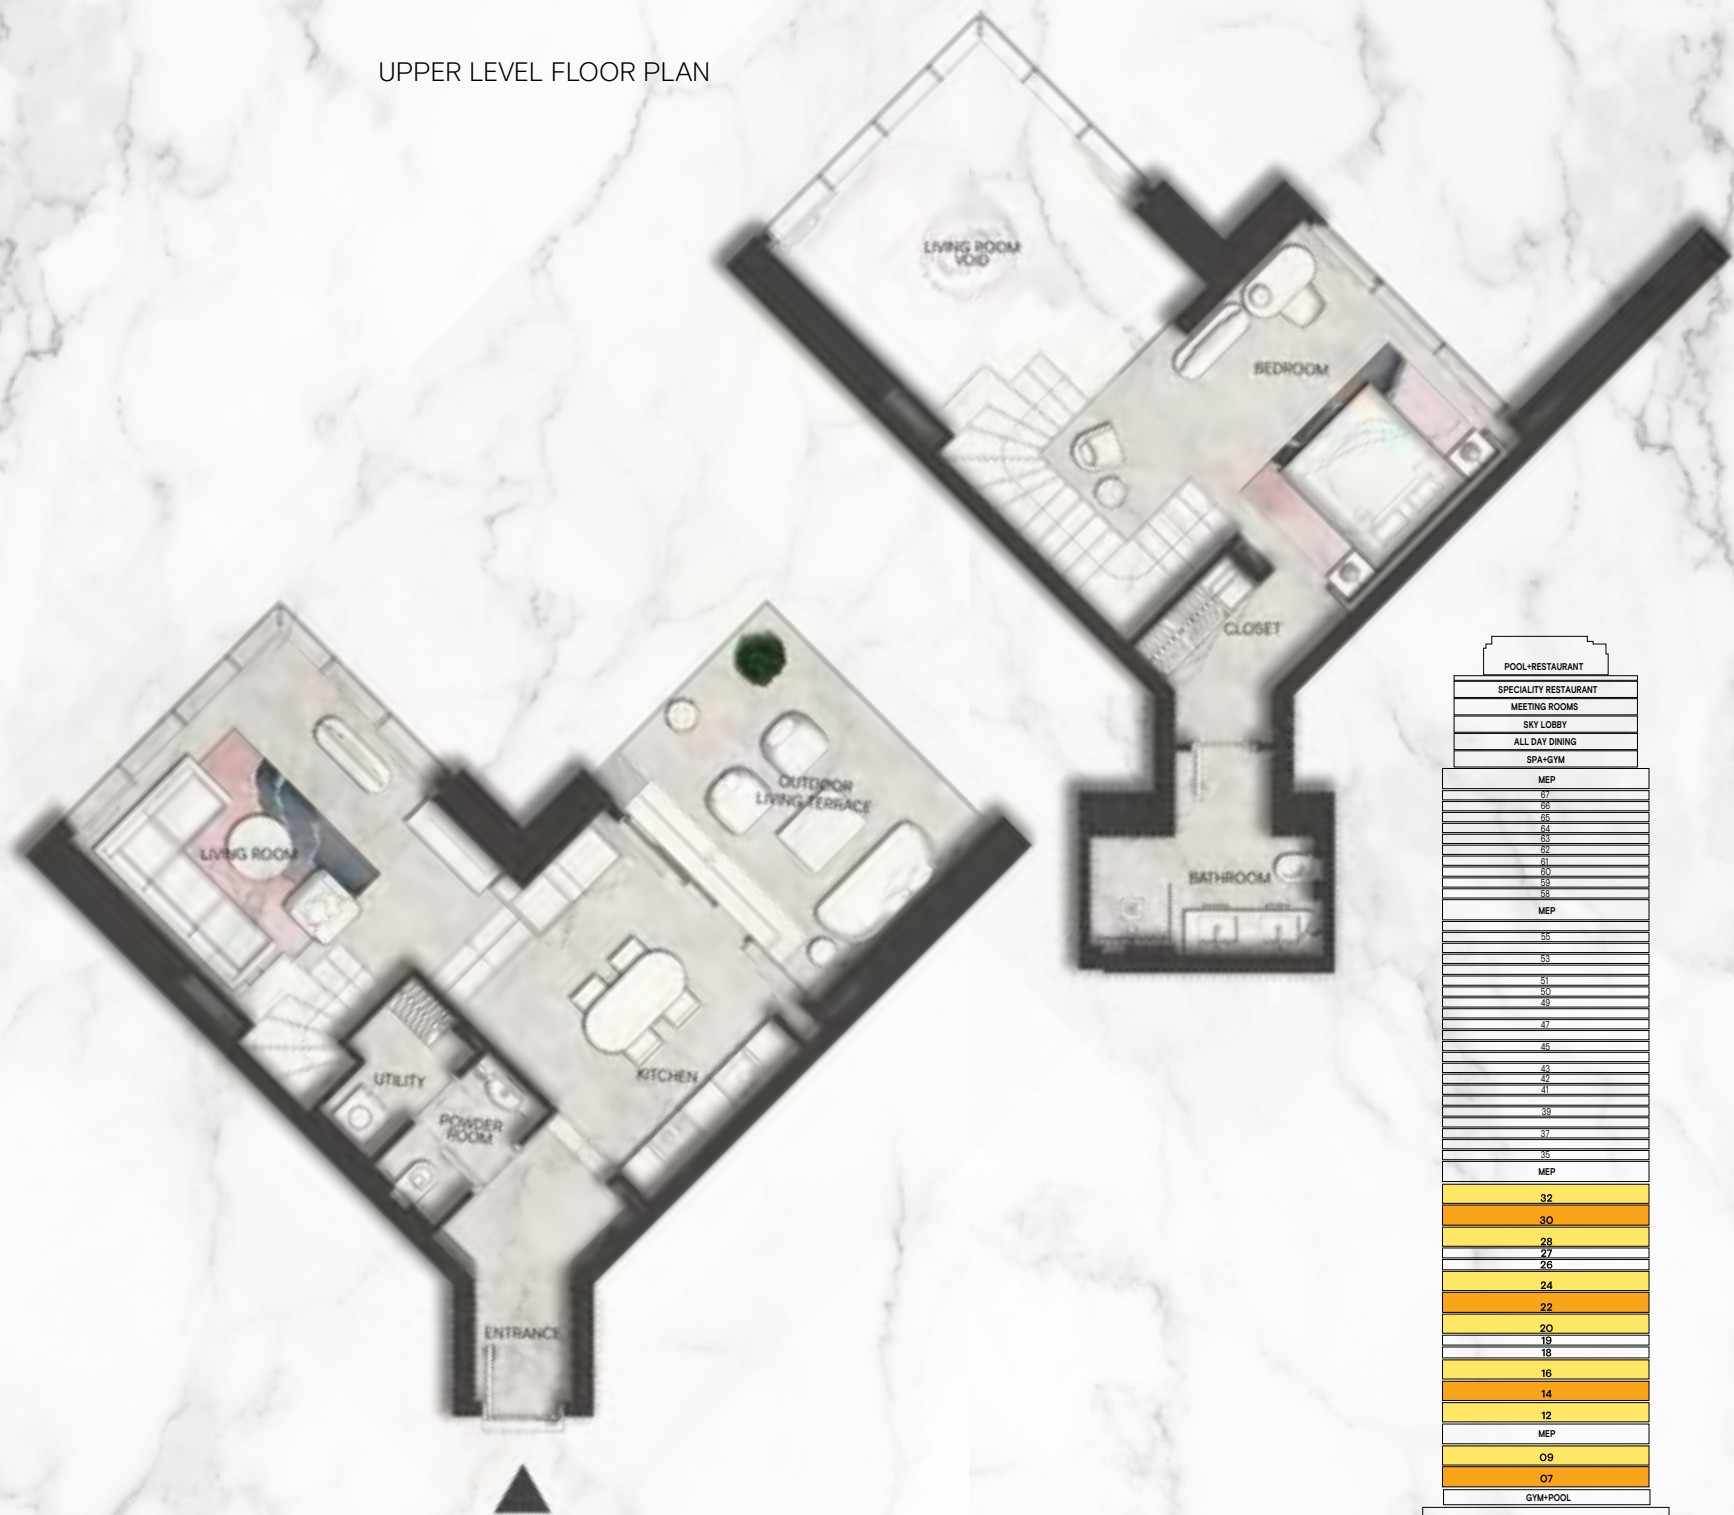 UPPER LEVEL FLOOR PLAN
LIVING ROOM
VOID
BEDROOM
CLOSET
BATHROOM
OUTDOOR
LIVING TERRACE
LIVING ROOM
KITCHEN
UTILITY
POWDER
ROOM
ENTRANCE
POOL+RESTAURANT
SPECIALITY RESTAURANT
MEETING ROOMS
SKY LOBBY
ALL DAY DINING
SPA+GYM
MEP
67
66
65
64
63
62
61
60
59
58
MEP
55
53
51
50
49
47
45
43
42
41
39
37
35
MEP
32
30
28
27
26
24
22
20
19
18
16
14
12
MEP
09
07
GYM+POOL